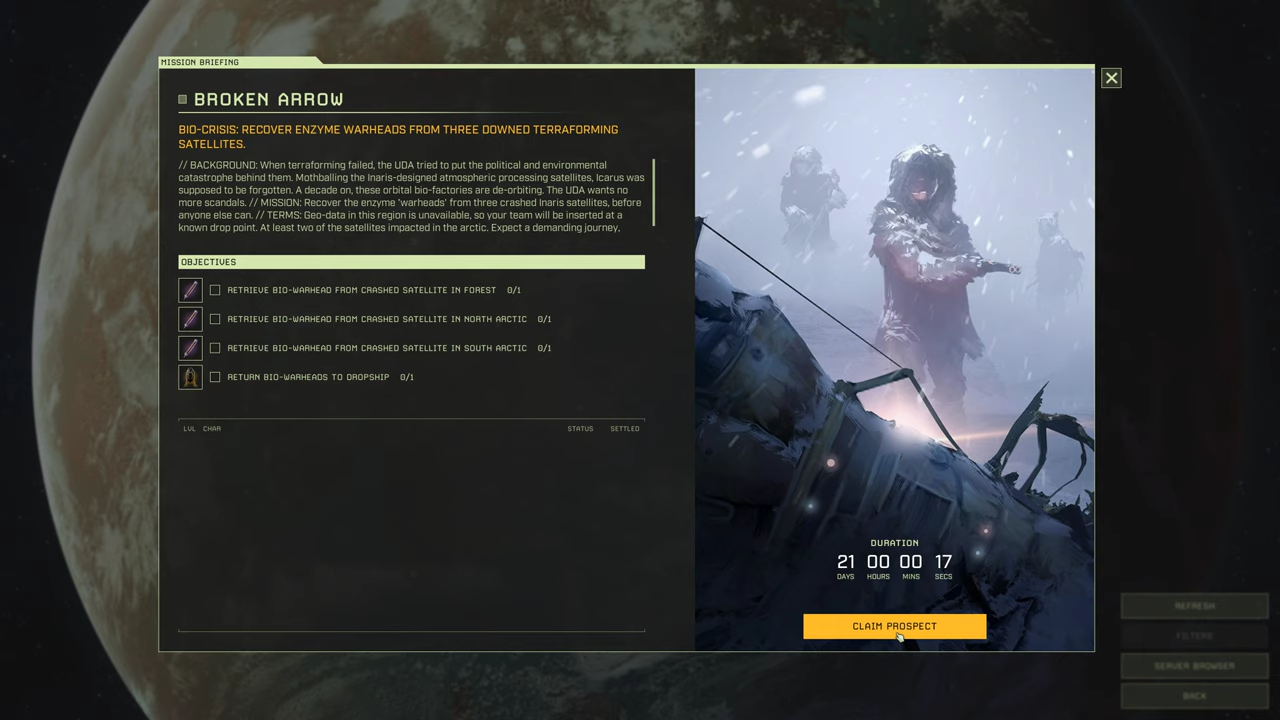 MISSION BRIEFING
BROKEN ARROW
BIO-CRISIS: RECOVER ENZYME WARHEADS FROM THREE DOWNED TERRAFORMING
SATELLITES.
// BACKGROUND: When terraforming failed, the UDA tried to put the political and environmental
catastrophe behind them. Mothballing the Inaris-designed atmospheric processing satellites, Icarus was
supposed to be forgotten. A decade on, these orbital bio-factories are de-orbiting. The UDA wants no
more scandals. // MISSION: Recover the enzyme 'warheads' from three crashed Inaris satellites, before
anyone else can. // TERMS: Geo-data in this region is unavailable, so your team will be inserted at a
known drop point. At least two of the satellites impacted in the arctic. Expect a demanding journey,
OBJECTIVES
RETRIEVE BIO-WARHEAD FROM CRASHED SATELLITE IN FOREST 0/1
RETRIEVE BIO-WARHEAD FROM CRASHED SATELLITE IN NORTH ARCTIC 0/1
RETRIEVE BIO-WARHEAD FROM CRASHED SATELLITE IN SOUTH ARCTIC 0/1
RETURN BIO-WARHEADS TO DROPSHIP 0/1
LVL CHAR STATUS SETTLED
DURATION
21 00 00 17
DAYS HOURS MINS SECS
CLAIM PROSPECT
REFRESH
FILTERS
SERVER BROWSER
BACK